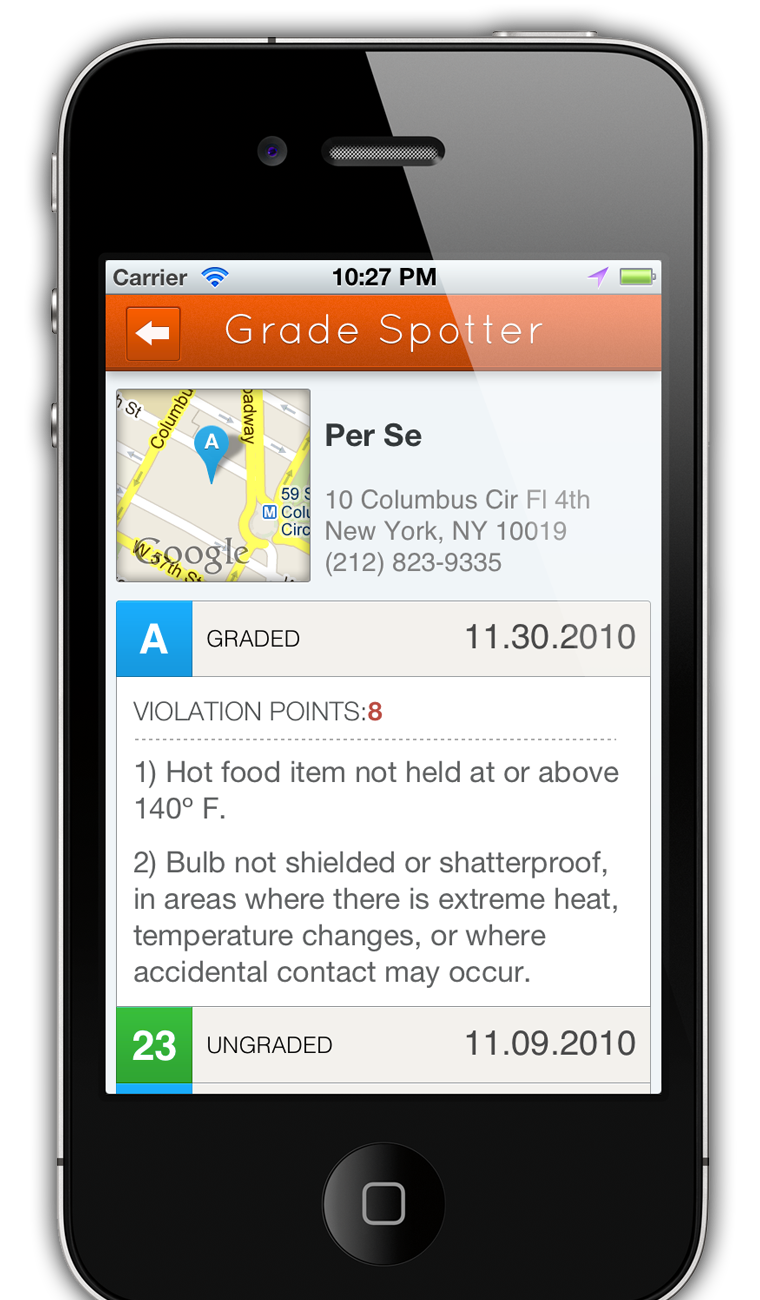 Carrier 10:27 PM
Grade Spotter
h St
Columbu
oadway
A
59 S
M Colu
Circ
W 57th St
Google
Per Se
10 Columbus Cir Fl 4th
New York, NY 10019
(212) 823-9335
A GRADED 11.30.2010
VIOLATION POINTS:8
1) Hot food item not held at or above
140º F.
2) Bulb not shielded or shatterproof,
in areas where there is extreme heat,
temperature changes, or where
accidental contact may occur.
23 UNGRADED 11.09.2010